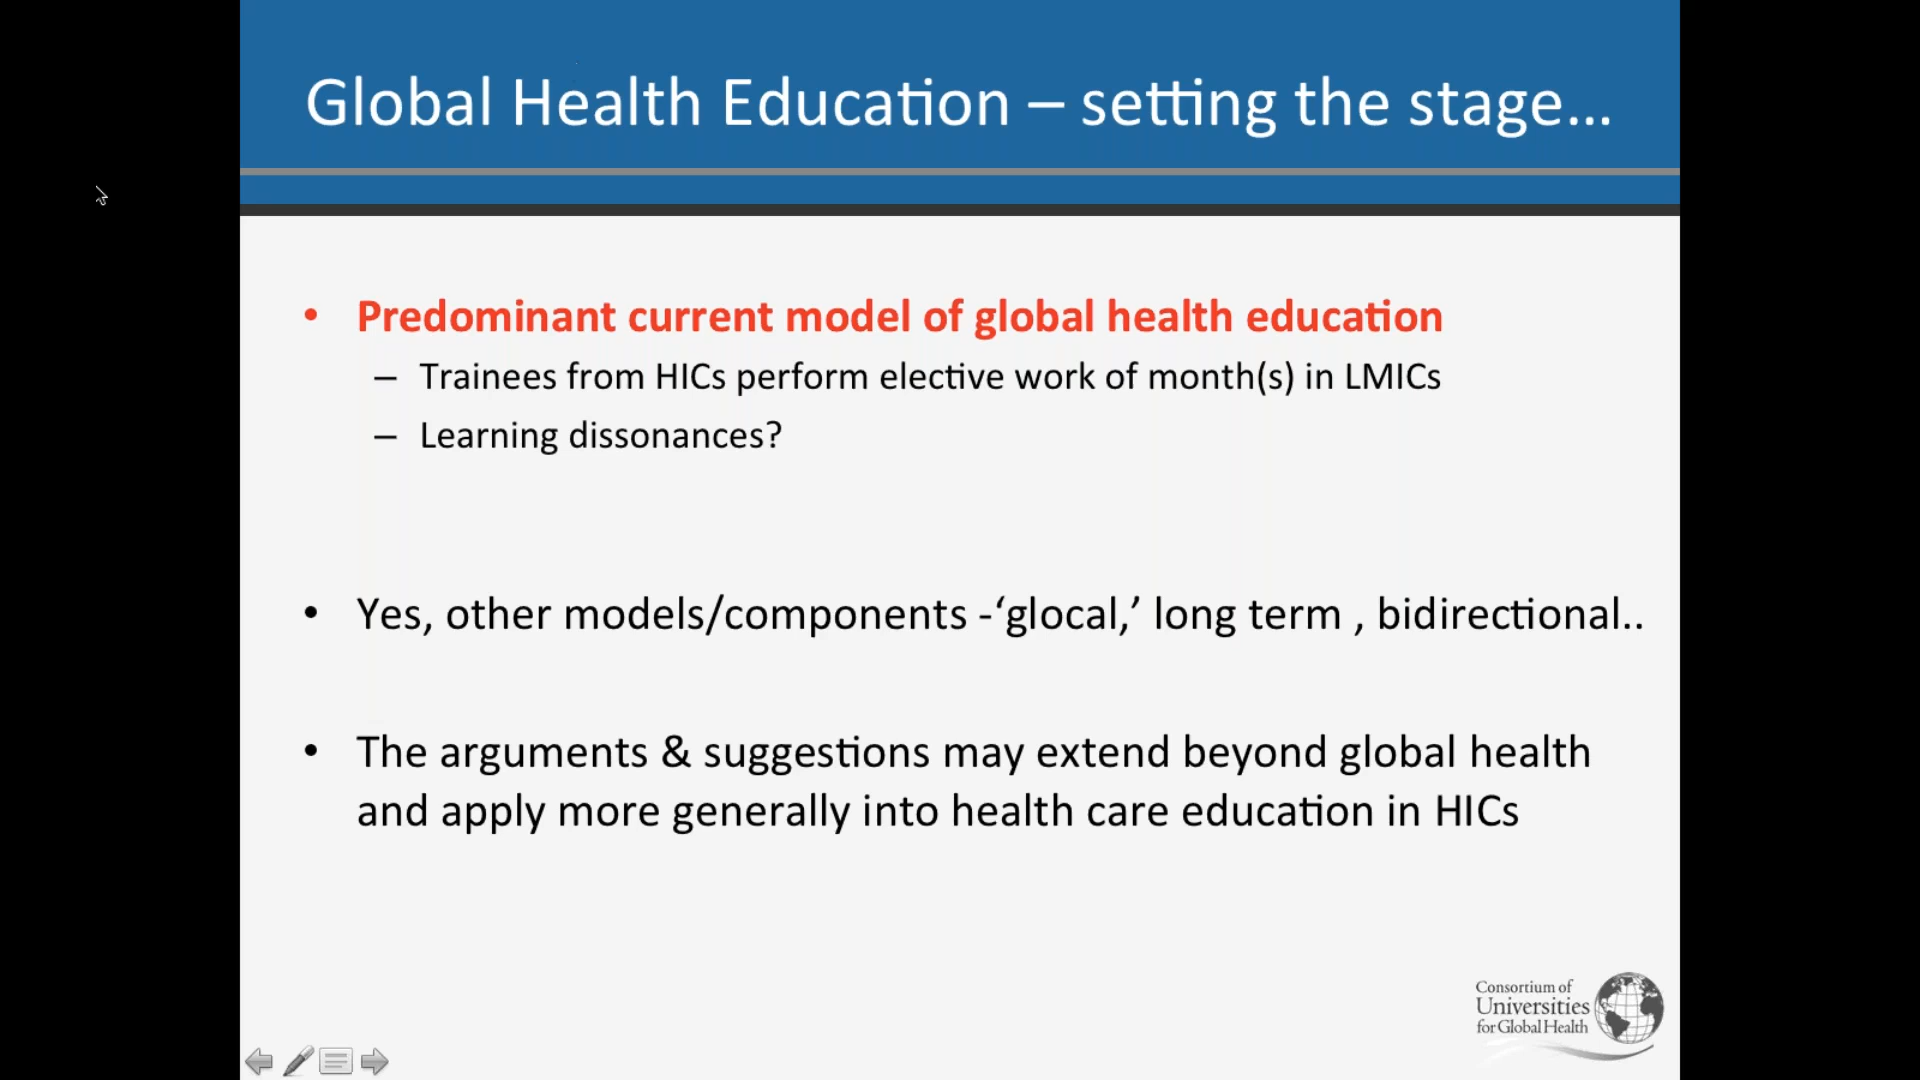 Global Health Education – setting the stage...
• Predominant current model of global health education
– Trainees from HICs perform elective work of month(s) in LMICs
– Learning dissonances?
• Yes, other models/components -‘glocal,’ long term , bidirectional..
• The arguments & suggestions may extend beyond global health
and apply more generally into health care education in HICs
Consortium of
Universities
for Global Health